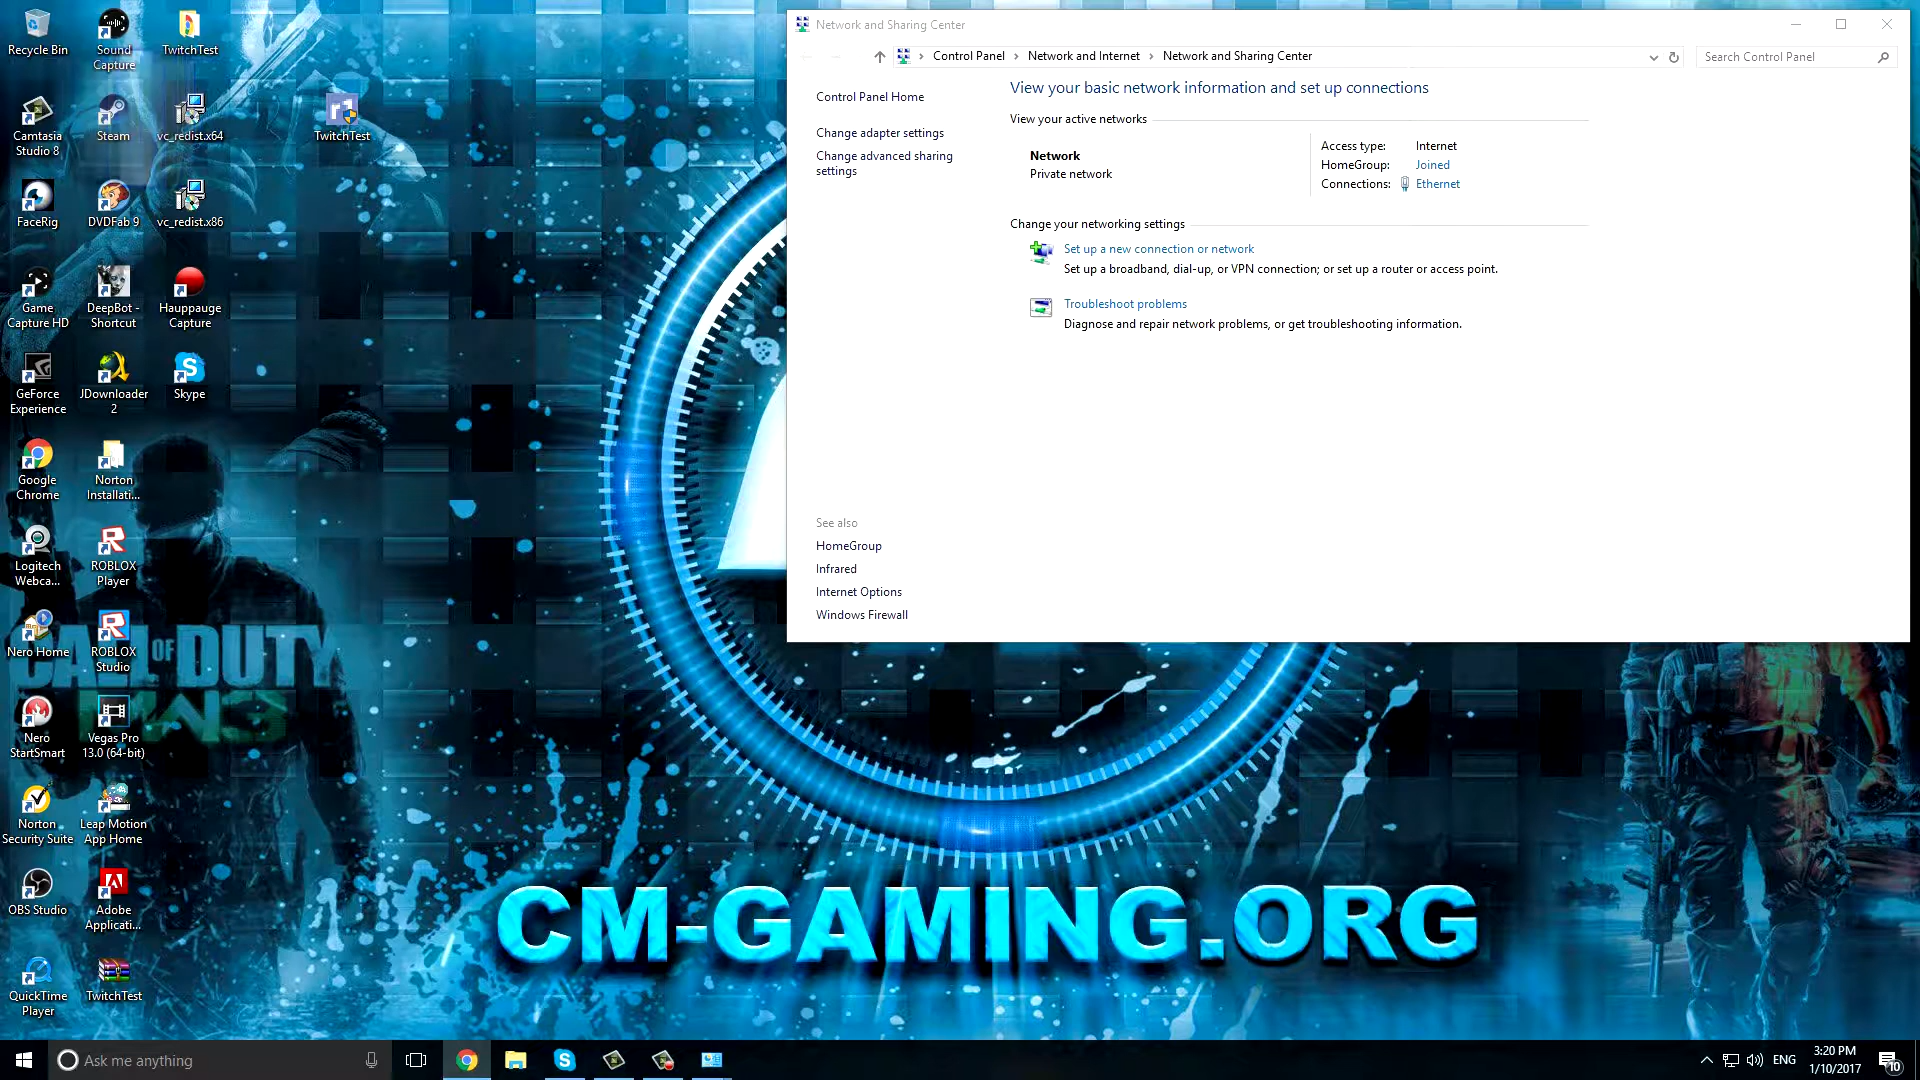 Recycle Bin
Sound
Capture
TwitchTest
Camtasia
Studio 8
Steam
vc_redist.x64
TwitchTest
FaceRig
DVDFab 9
vc_redist.x86
Game
Capture HD
DeepBot -
Shortcut
Hauppauge
Capture
GeForce
Experience
JDownloader
2
Skype
Google
Chrome
Norton
Installati...
Logitech
Webca...
ROBLOX
Player
Nero Home
ROBLOX
Studio
Nero
StartSmart
Vegas Pro
13.0 (64-bit)
Norton
Security Suite
Leap Motion
App Home
OBS Studio
Adobe
Applicati...
QuickTime
Player
TwitchTest
CALL OF DUTY
MW3
Network and Sharing Center
Control Panel
Network and Internet
Network and Sharing Center
Search Control Panel
Control Panel Home
Change adapter settings
Change advanced sharing
settings
View your basic network information and set up connections
View your active networks
Network
Private network
Access type: Internet
HomeGroup: Joined
Connections: Ethernet
Change your networking settings
Set up a new connection or network
Set up a broadband, dial-up, or VPN connection; or set up a router or access point.
Troubleshoot problems
Diagnose and repair network problems, or get troubleshooting information.
See also
HomeGroup
Infrared
Internet Options
Windows Firewall
CM-GAMING.ORG
Ask me anything
ENG
3:20 PM
1/10/2017
10